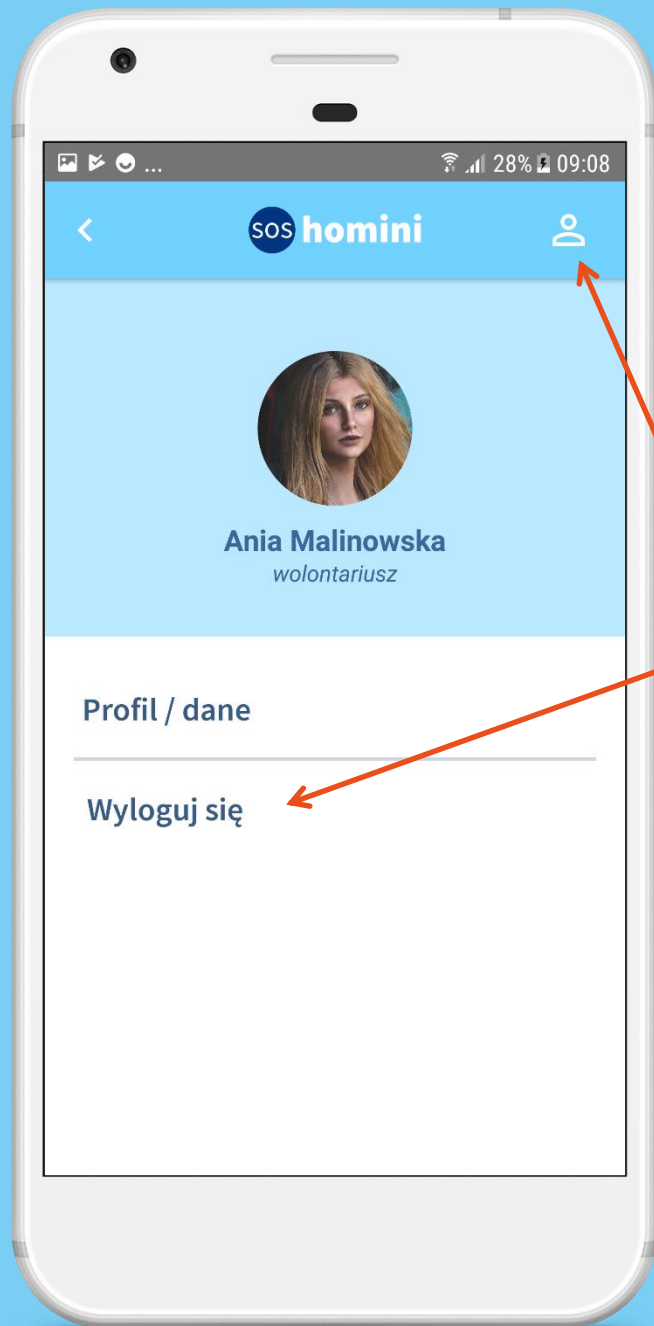 ... 28% 09:08
sos homini
Ania Malinowska
wolontariusz
Profil / dane
Wyloguj się